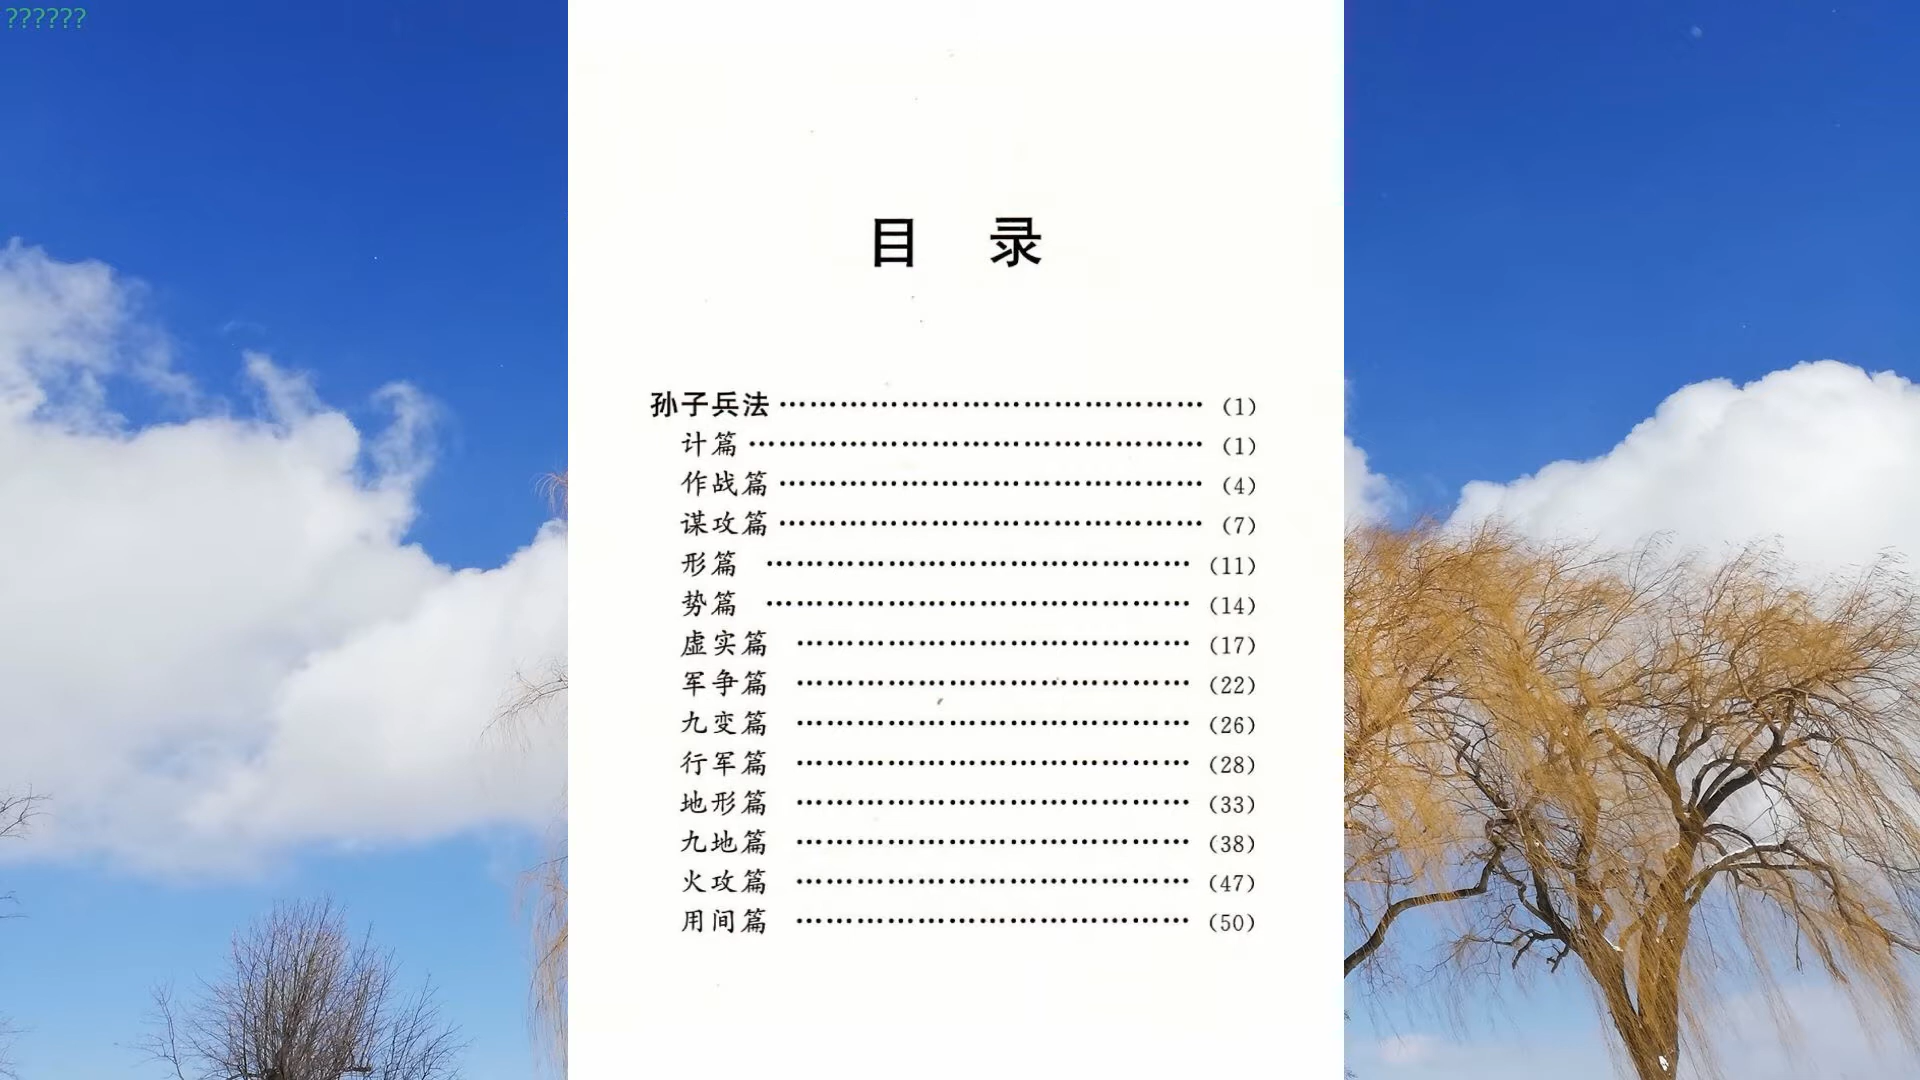 ??????
目 录
孙子兵法 …………………………………… (1)
计篇 …………………………………… (1)
作战篇 …………………………………… (4)
谋攻篇 …………………………………… (7)
形篇 …………………………………… (11)
势篇 …………………………………… (14)
虚实篇 …………………………………… (17)
军争篇 …………………………………… (22)
九变篇 …………………………………… (26)
行军篇 …………………………………… (28)
地形篇 …………………………………… (33)
九地篇 …………………………………… (38)
火攻篇 …………………………………… (47)
用间篇 …………………………………… (50)